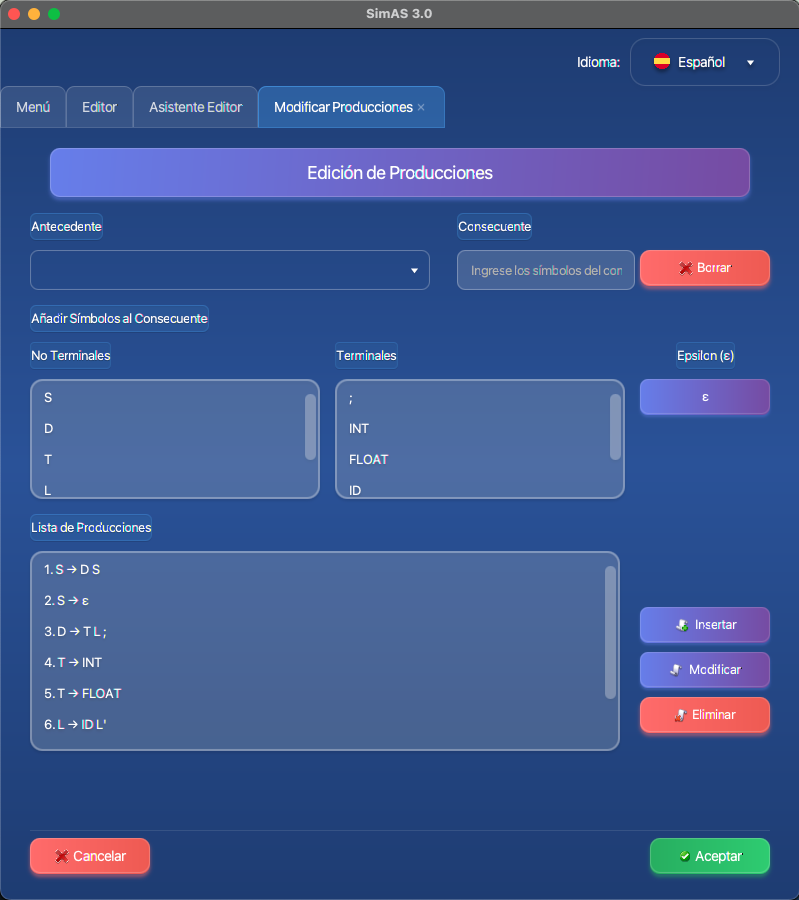 SimAS 3.0
Idioma: Español
Menú Editor Asistente Editor Modificar Producciones ×
Edición de Producciones
Antecedente Consecuente
Ingrese los símbolos del con Borrar
Añadir Símbolos al Consecuente
No Terminales Terminales Epsilon (ε)
S ; ε
D INT
T FLOAT
L ID
Lista de Producciones
1. S → D S
2. S → ε
3. D → T L ;
4. T → INT
5. T → FLOAT
6. L → ID L'
Insertar
Modificar
Eliminar
Cancelar Aceptar